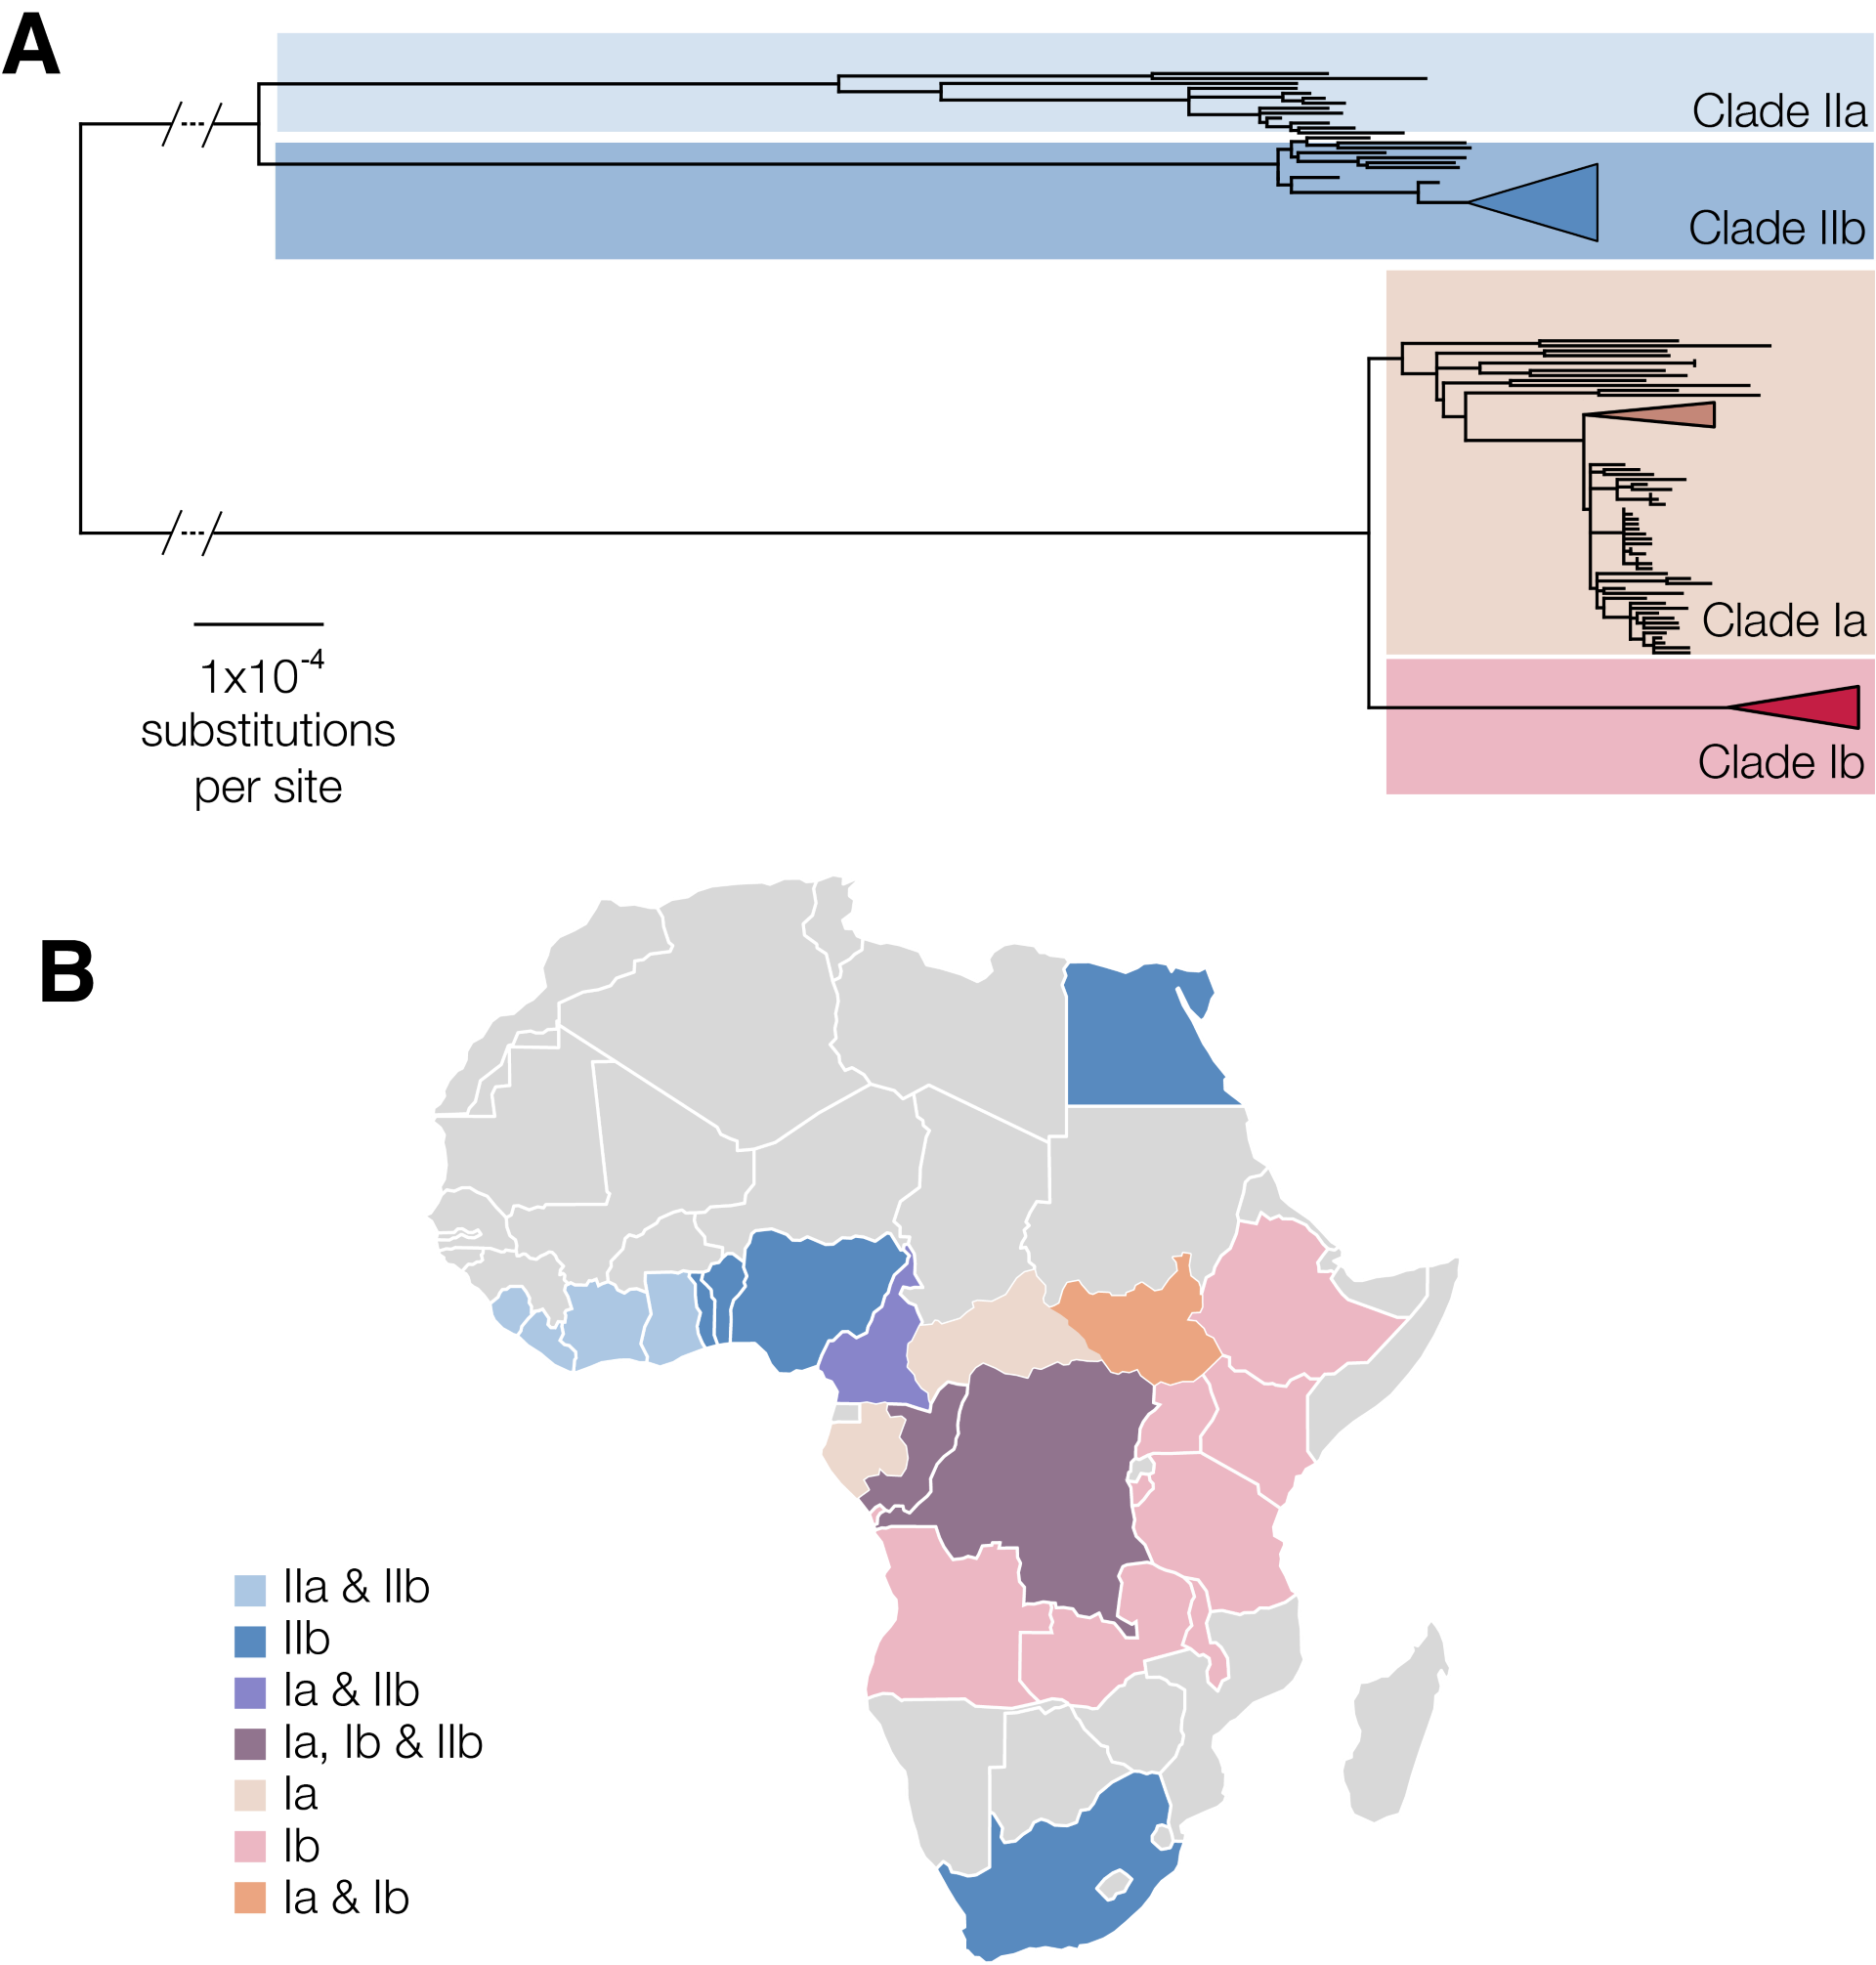 A
Clade IIa
Clade IIb
Clade Ia
Clade Ib
1x10-4
substitutions
per site
B
IIa & IIb
IIb
Ia & IIb
Ia, Ib & IIb
Ia
Ib
Ia & Ib